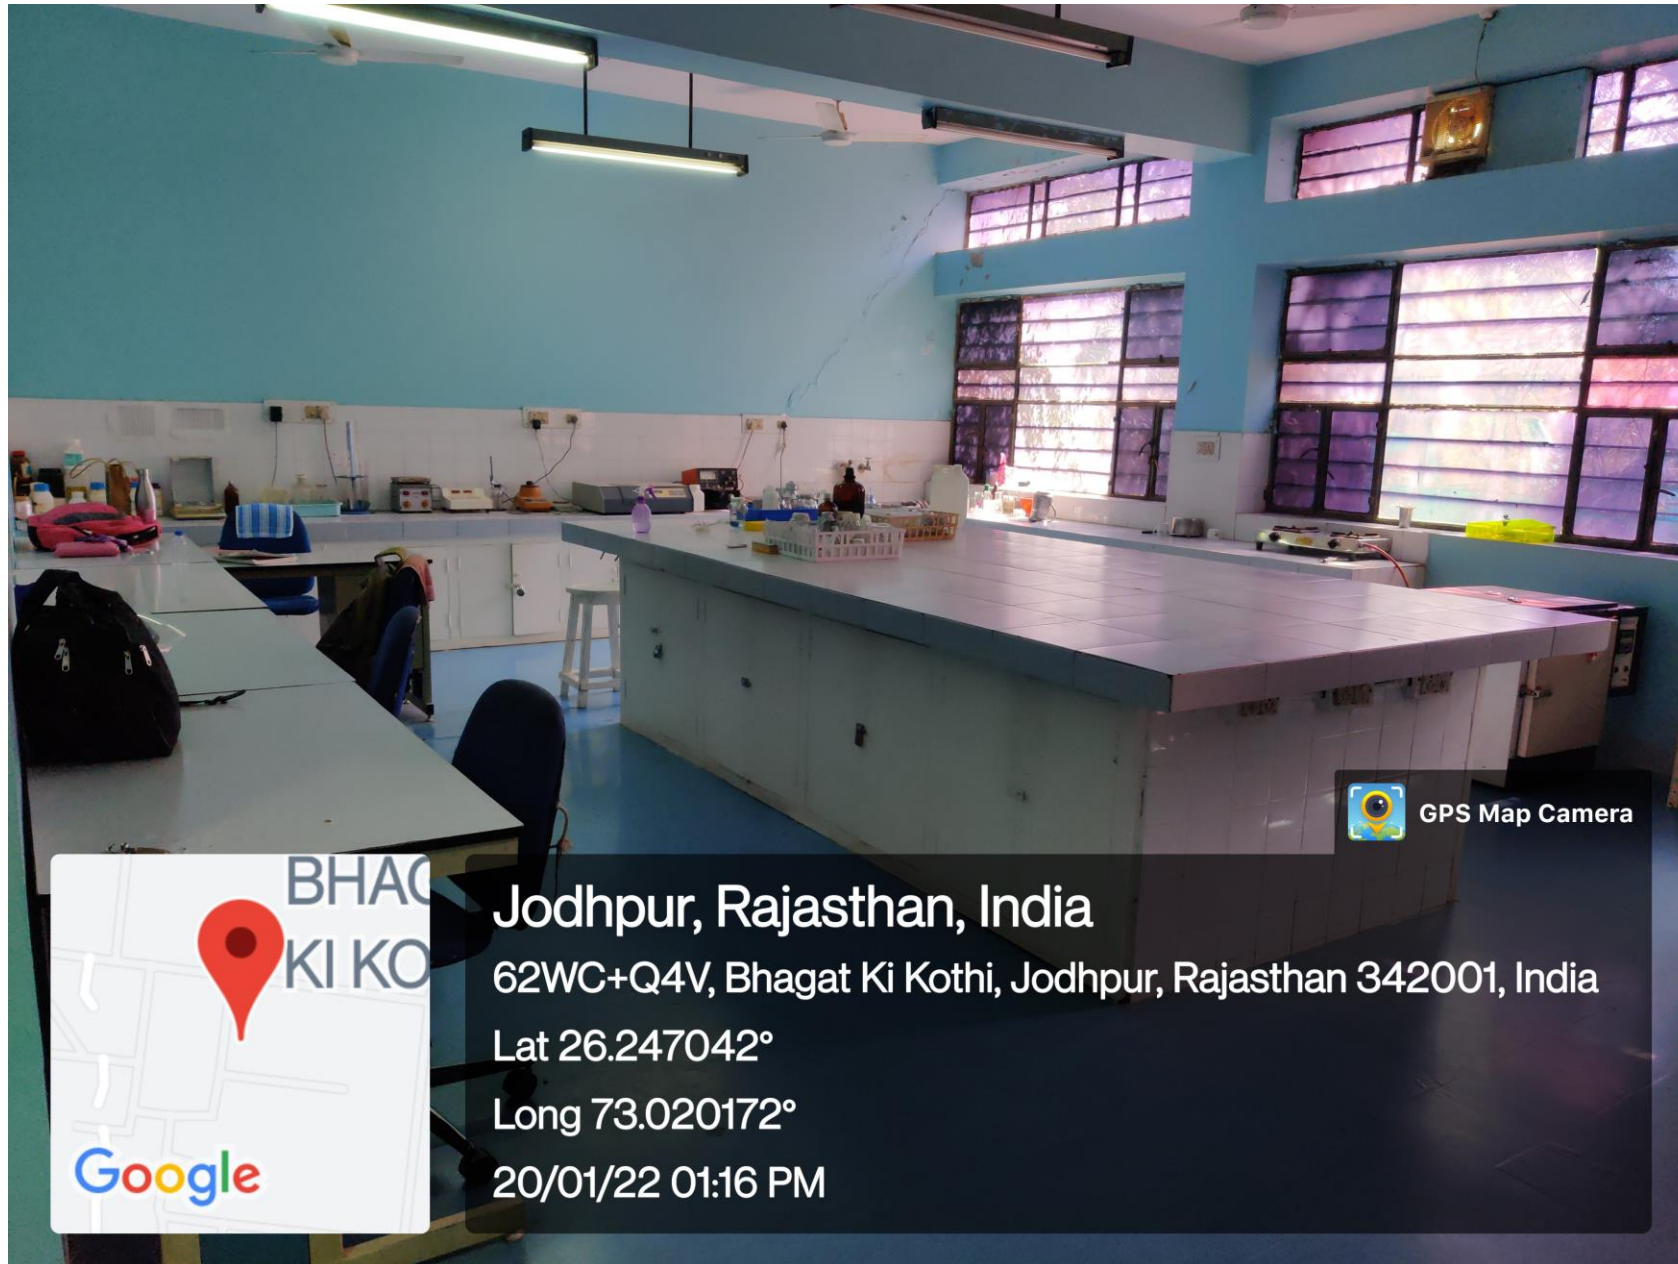 GPS Map Camera
BHAG
KI KO
Google
Jodhpur, Rajasthan, India
62WC+Q4V, Bhagat Ki Kothi, Jodhpur, Rajasthan 342001, India
Lat 26.247042°
Long 73.020172°
20/01/22 01:16 PM